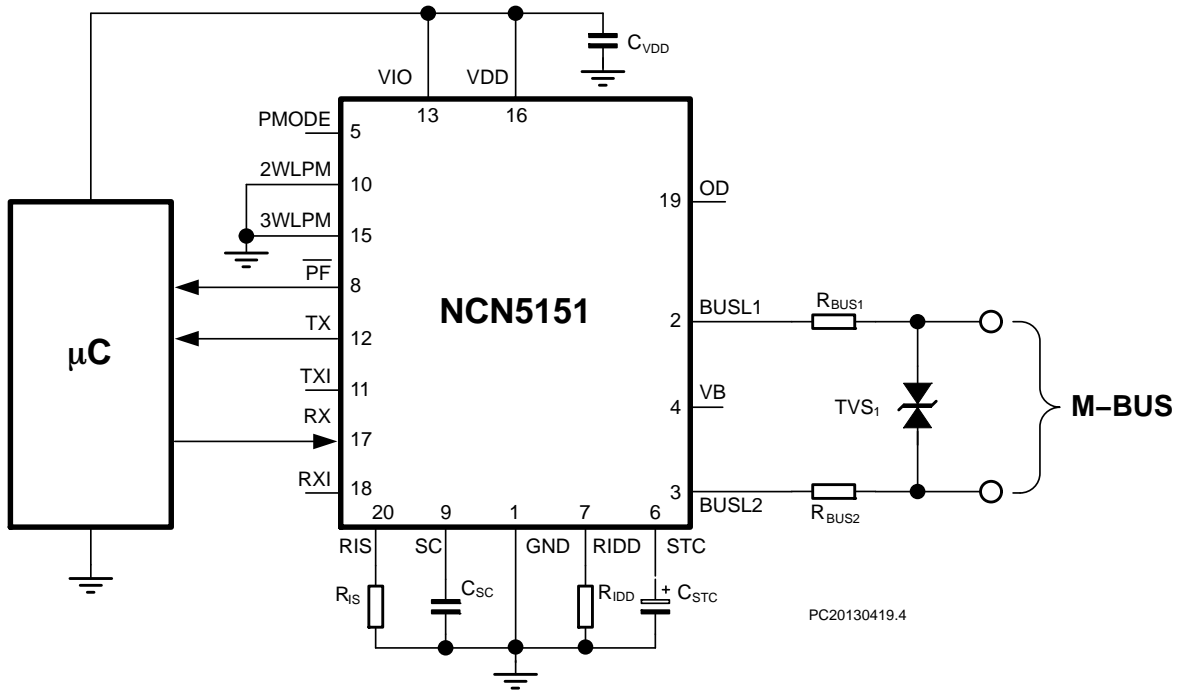 C_VDD
VIO
VDD
13
16
PMODE
5
2WLPM
10
3WLPM
15
PF
8
TX
12
TXI
11
RX
17
RXI
18
μC
NCN5151
19
OD
2
BUSL1
R_BUS1
4
VB
TVS_1
M–BUS
3
BUSL2
R_BUS2
20
9
1
7
6
RIS
SC
GND
RIDD
STC
R_IS
C_SC
R_IDD
+
C_STC
PC20130419.4